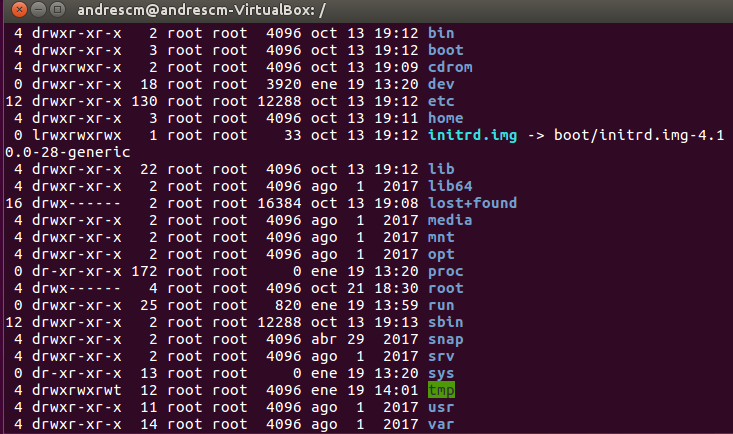 andrescm@andrescm-VirtualBox: /
4 drwxr-xr-x 2 root root 4096 oct 13 19:12 bin
4 drwxr-xr-x 3 root root 4096 oct 13 19:12 boot
4 drwxrwxr-x 2 root root 4096 oct 13 19:09 cdrom
0 drwxr-xr-x 18 root root 3920 ene 19 13:20 dev
12 drwxr-xr-x 130 root root 12288 oct 13 19:12 etc
4 drwxr-xr-x 3 root root 4096 oct 13 19:11 home
0 lrwxrwxrwx 1 root root 33 oct 13 19:12 initrd.img -> boot/initrd.img-4.1
0.0-28-generic
4 drwxr-xr-x 22 root root 4096 oct 13 19:12 lib
4 drwxr-xr-x 2 root root 4096 ago 1 2017 lib64
16 drwx------ 2 root root 16384 oct 13 19:08 lost+found
4 drwxr-xr-x 2 root root 4096 ago 1 2017 media
4 drwxr-xr-x 2 root root 4096 ago 1 2017 mnt
4 drwxr-xr-x 2 root root 4096 ago 1 2017 opt
0 dr-xr-xr-x 172 root root 0 ene 19 13:20 proc
4 drwx------ 4 root root 4096 oct 21 18:30 root
0 drwxr-xr-x 25 root root 820 ene 19 13:59 run
12 drwxr-xr-x 2 root root 12288 oct 13 19:13 sbin
4 drwxr-xr-x 2 root root 4096 abr 29 2017 snap
4 drwxr-xr-x 2 root root 4096 ago 1 2017 srv
0 dr-xr-xr-x 13 root root 0 ene 19 13:20 sys
4 drwxrwxrwt 12 root root 4096 ene 19 14:01 tmp
4 drwxr-xr-x 11 root root 4096 ago 1 2017 usr
4 drwxr-xr-x 14 root root 4096 ago 1 2017 var